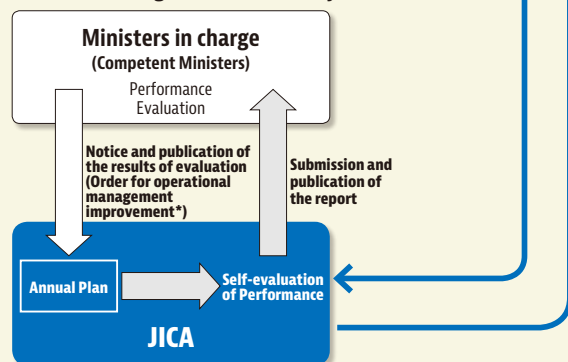 Ministers in charge
(Competent Ministers)
Performance
Evaluation
Notice and publication of
the results of evaluation
(Order for operational
management
improvement*)
Submission and
publication of
the report
Annual Plan
Self-evaluation
of Performance
JICA